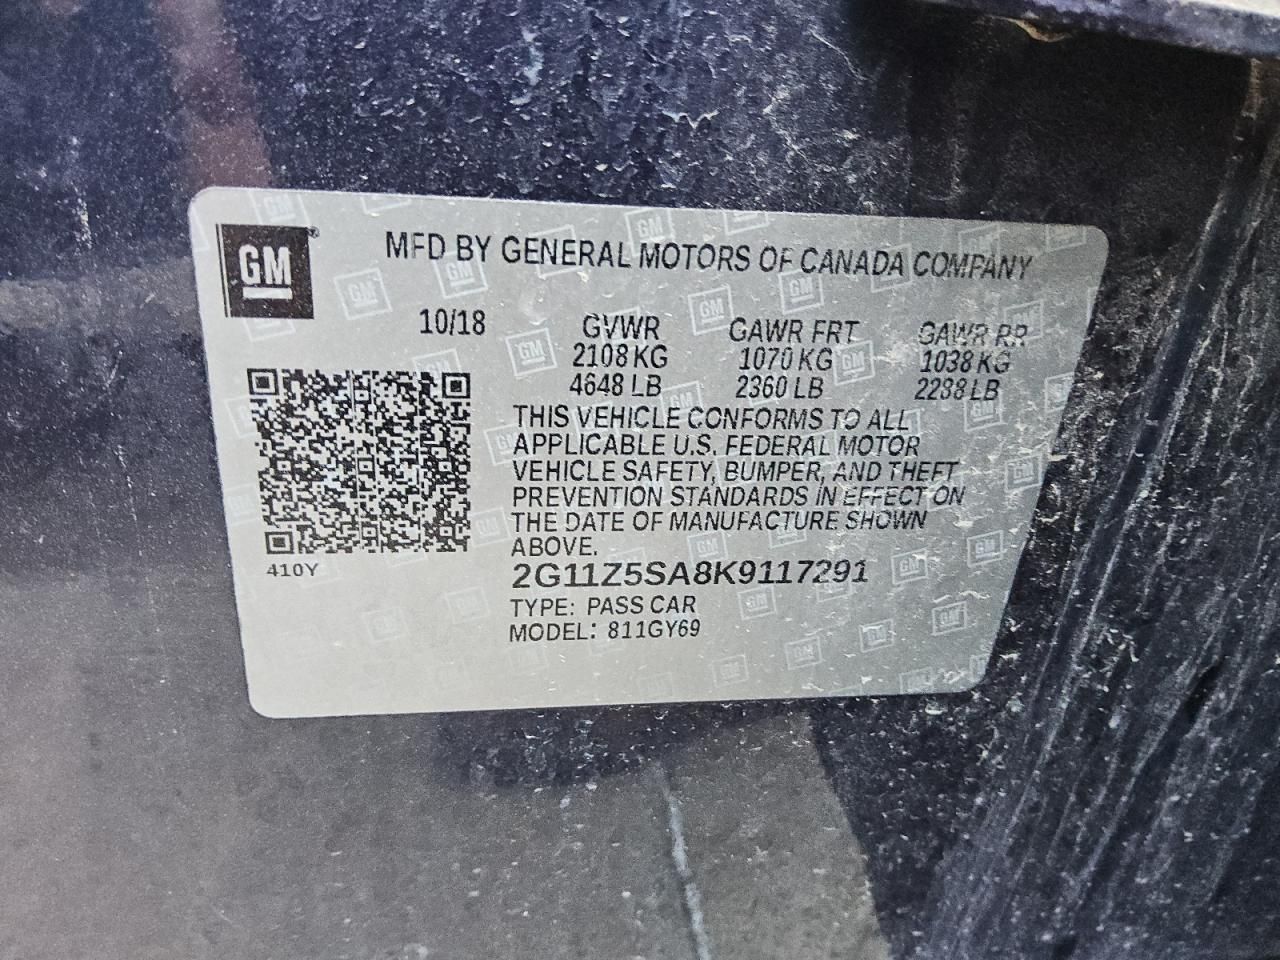 GM
MFD BY GENERAL MOTORS OF CANADA COMPANY
10/18 GVWR GAWR FRT GAWR RR
2108 KG 1070 KG 1038 KG
4648 LB 2360 LB 2288 LB
THIS VEHICLE CONFORMS TO ALL
APPLICABLE U.S. FEDERAL MOTOR
VEHICLE SAFETY, BUMPER, AND THEFT
PREVENTION STANDARDS IN EFFECT ON
THE DATE OF MANUFACTURE SHOWN
ABOVE.
410Y
2G11Z5SA8K9117291
TYPE: PASS CAR
MODEL: 811GY69